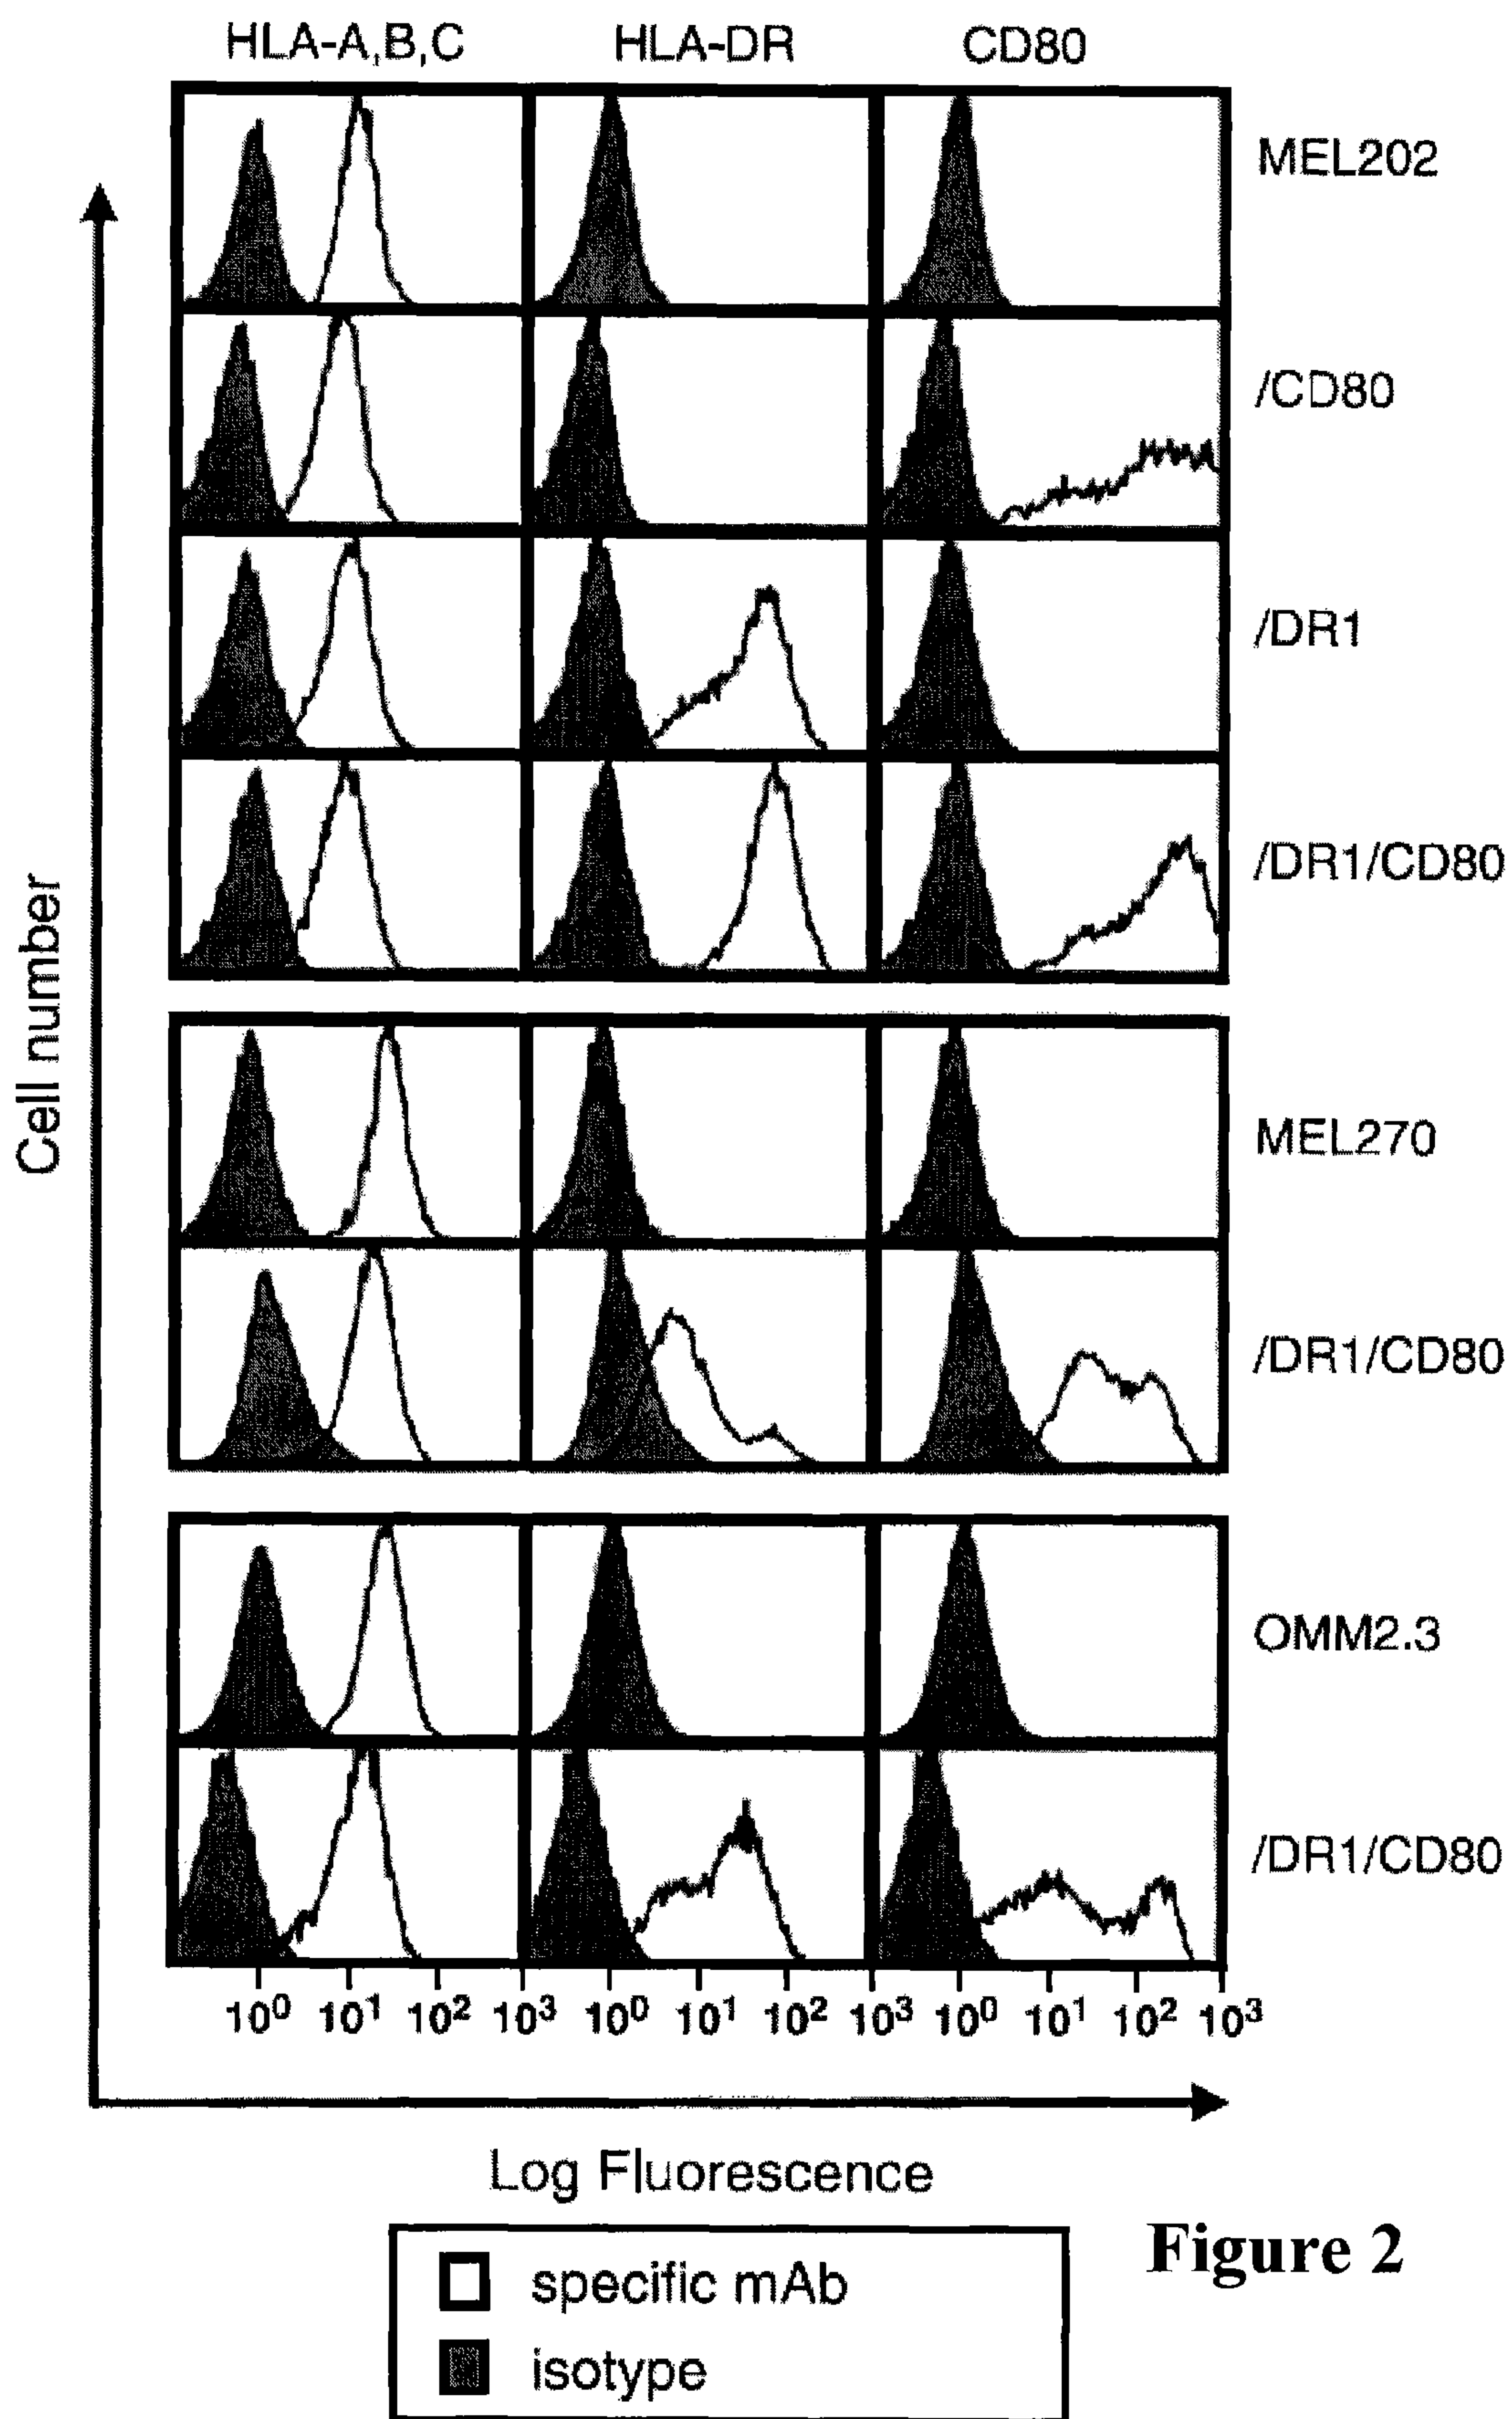 HLA-A,B,C HLA-DR CD80
MEL202
/CD80
/DR1
/DR1/CD80
MEL270
/DR1/CD80
OMM2.3
/DR1/CD80
Cell number
10⁰ 10¹ 10² 10³ 10⁰ 10¹ 10² 10³ 10⁰ 10¹ 10² 10³
Log Fluorescence
specific mAb
isotype
Figure 2